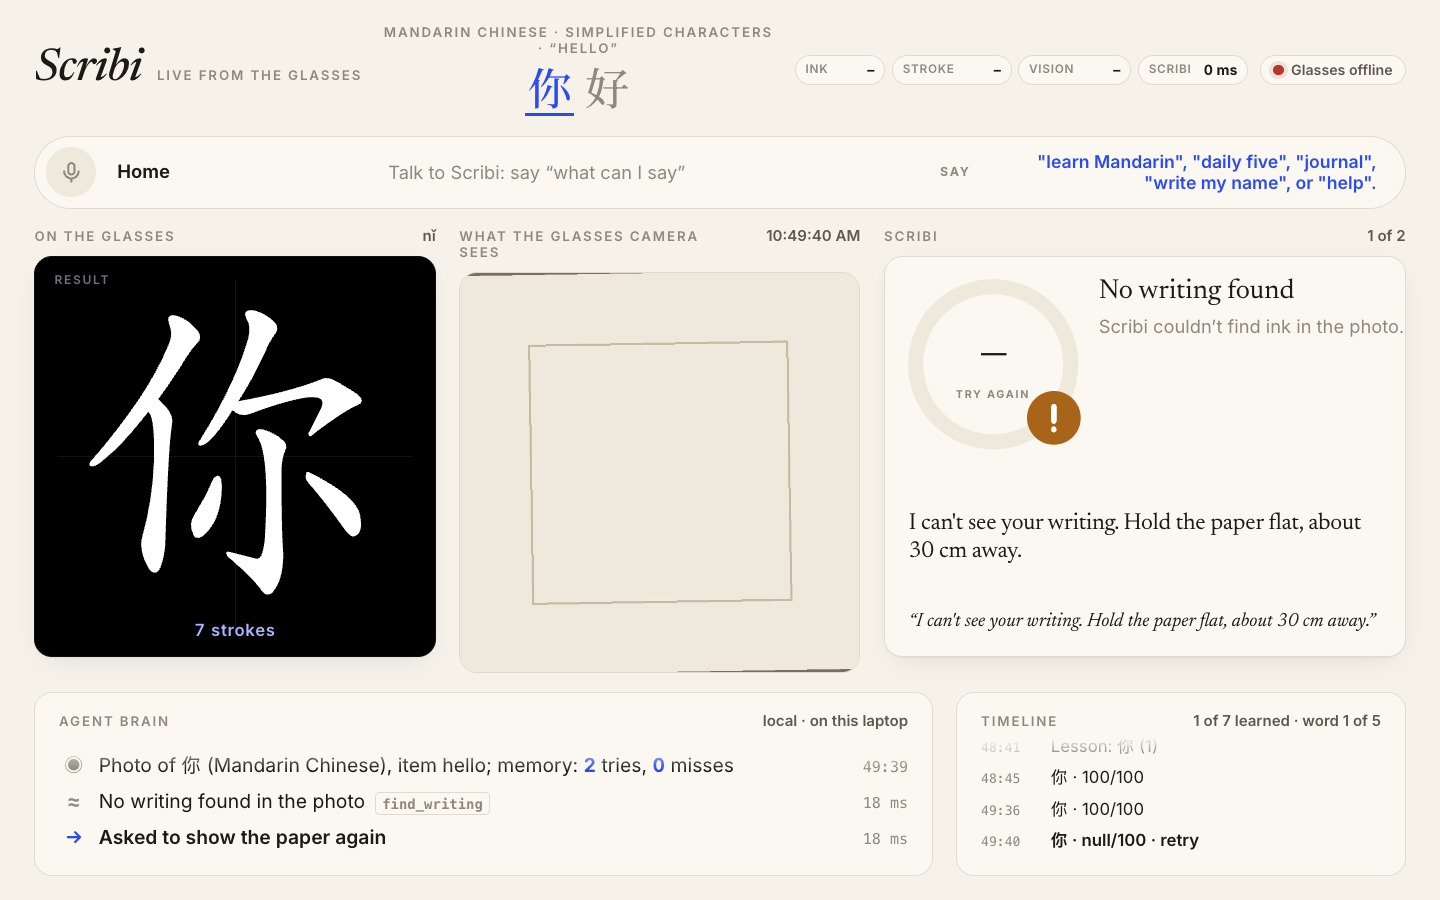 Scribi LIVE FROM THE GLASSES
MANDARIN CHINESE · SIMPLIFIED CHARACTERS
· “HELLO”
你 好
INK –
STROKE –
VISION –
SCRIBI 0 ms
Glasses offline
Home
Talk to Scribi: say “what can I say”
SAY
"learn Mandarin", "daily five", "journal",
"write my name", or "help".
ON THE GLASSES nǐ
RESULT
你
7 strokes
WHAT THE GLASSES CAMERA
SEES
10:49:40 AM
SCRIBI 1 of 2
–
TRY AGAIN
!
No writing found
Scribi couldn’t find ink in the photo.
I can't see your writing. Hold the paper flat, about
30 cm away.
“I can't see your writing. Hold the paper flat, about 30 cm away.”
AGENT BRAIN local · on this laptop
Photo of 你 (Mandarin Chinese), item hello; memory: 2 tries, 0 misses 49:39
≈ No writing found in the photo find_writing 18 ms
→ Asked to show the paper again 18 ms
TIMELINE 1 of 7 learned · word 1 of 5
48:41 Lesson: 你 (1)
48:45 你 · 100/100
49:36 你 · 100/100
49:40 你 · null/100 · retry